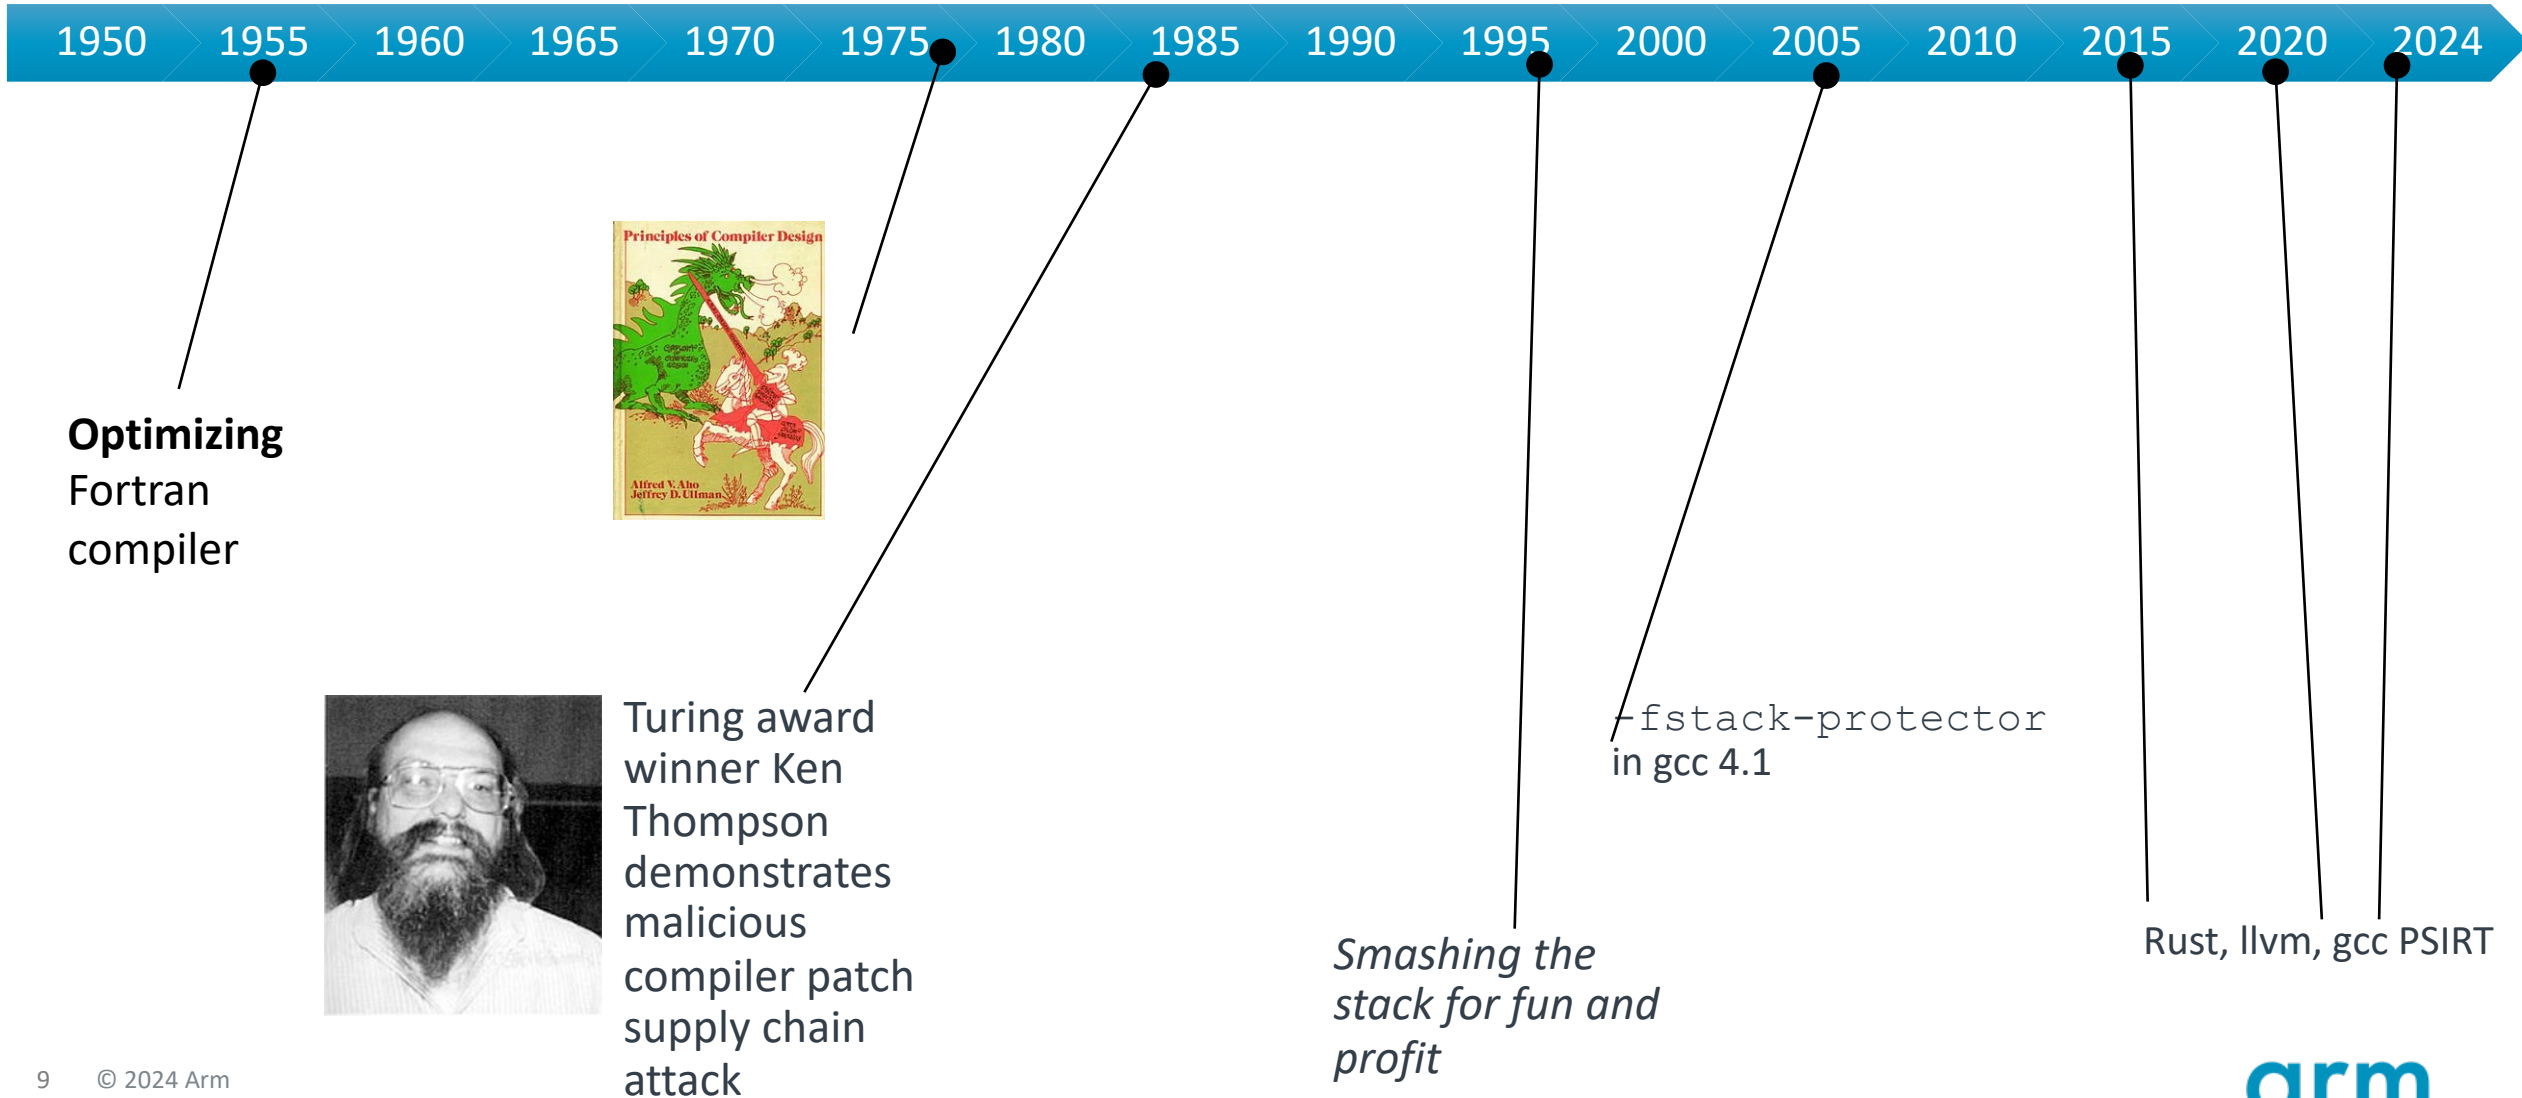 1950 1955 1960 1965 1970 1975 1980 1985 1990 1995 2000 2005 2010 2015 2020 2024
Principles of Compiler Design
Alfred V. Aho
Jeffrey D. Ullman
Optimizing
Fortran
compiler
Turing award
winner Ken
Thompson
demonstrates
malicious
compiler patch
supply chain
attack
Smashing the
stack for fun and
profit
-fstack-protector
in gcc 4.1
Rust, llvm, gcc PSIRT
9 © 2024 Arm
arm